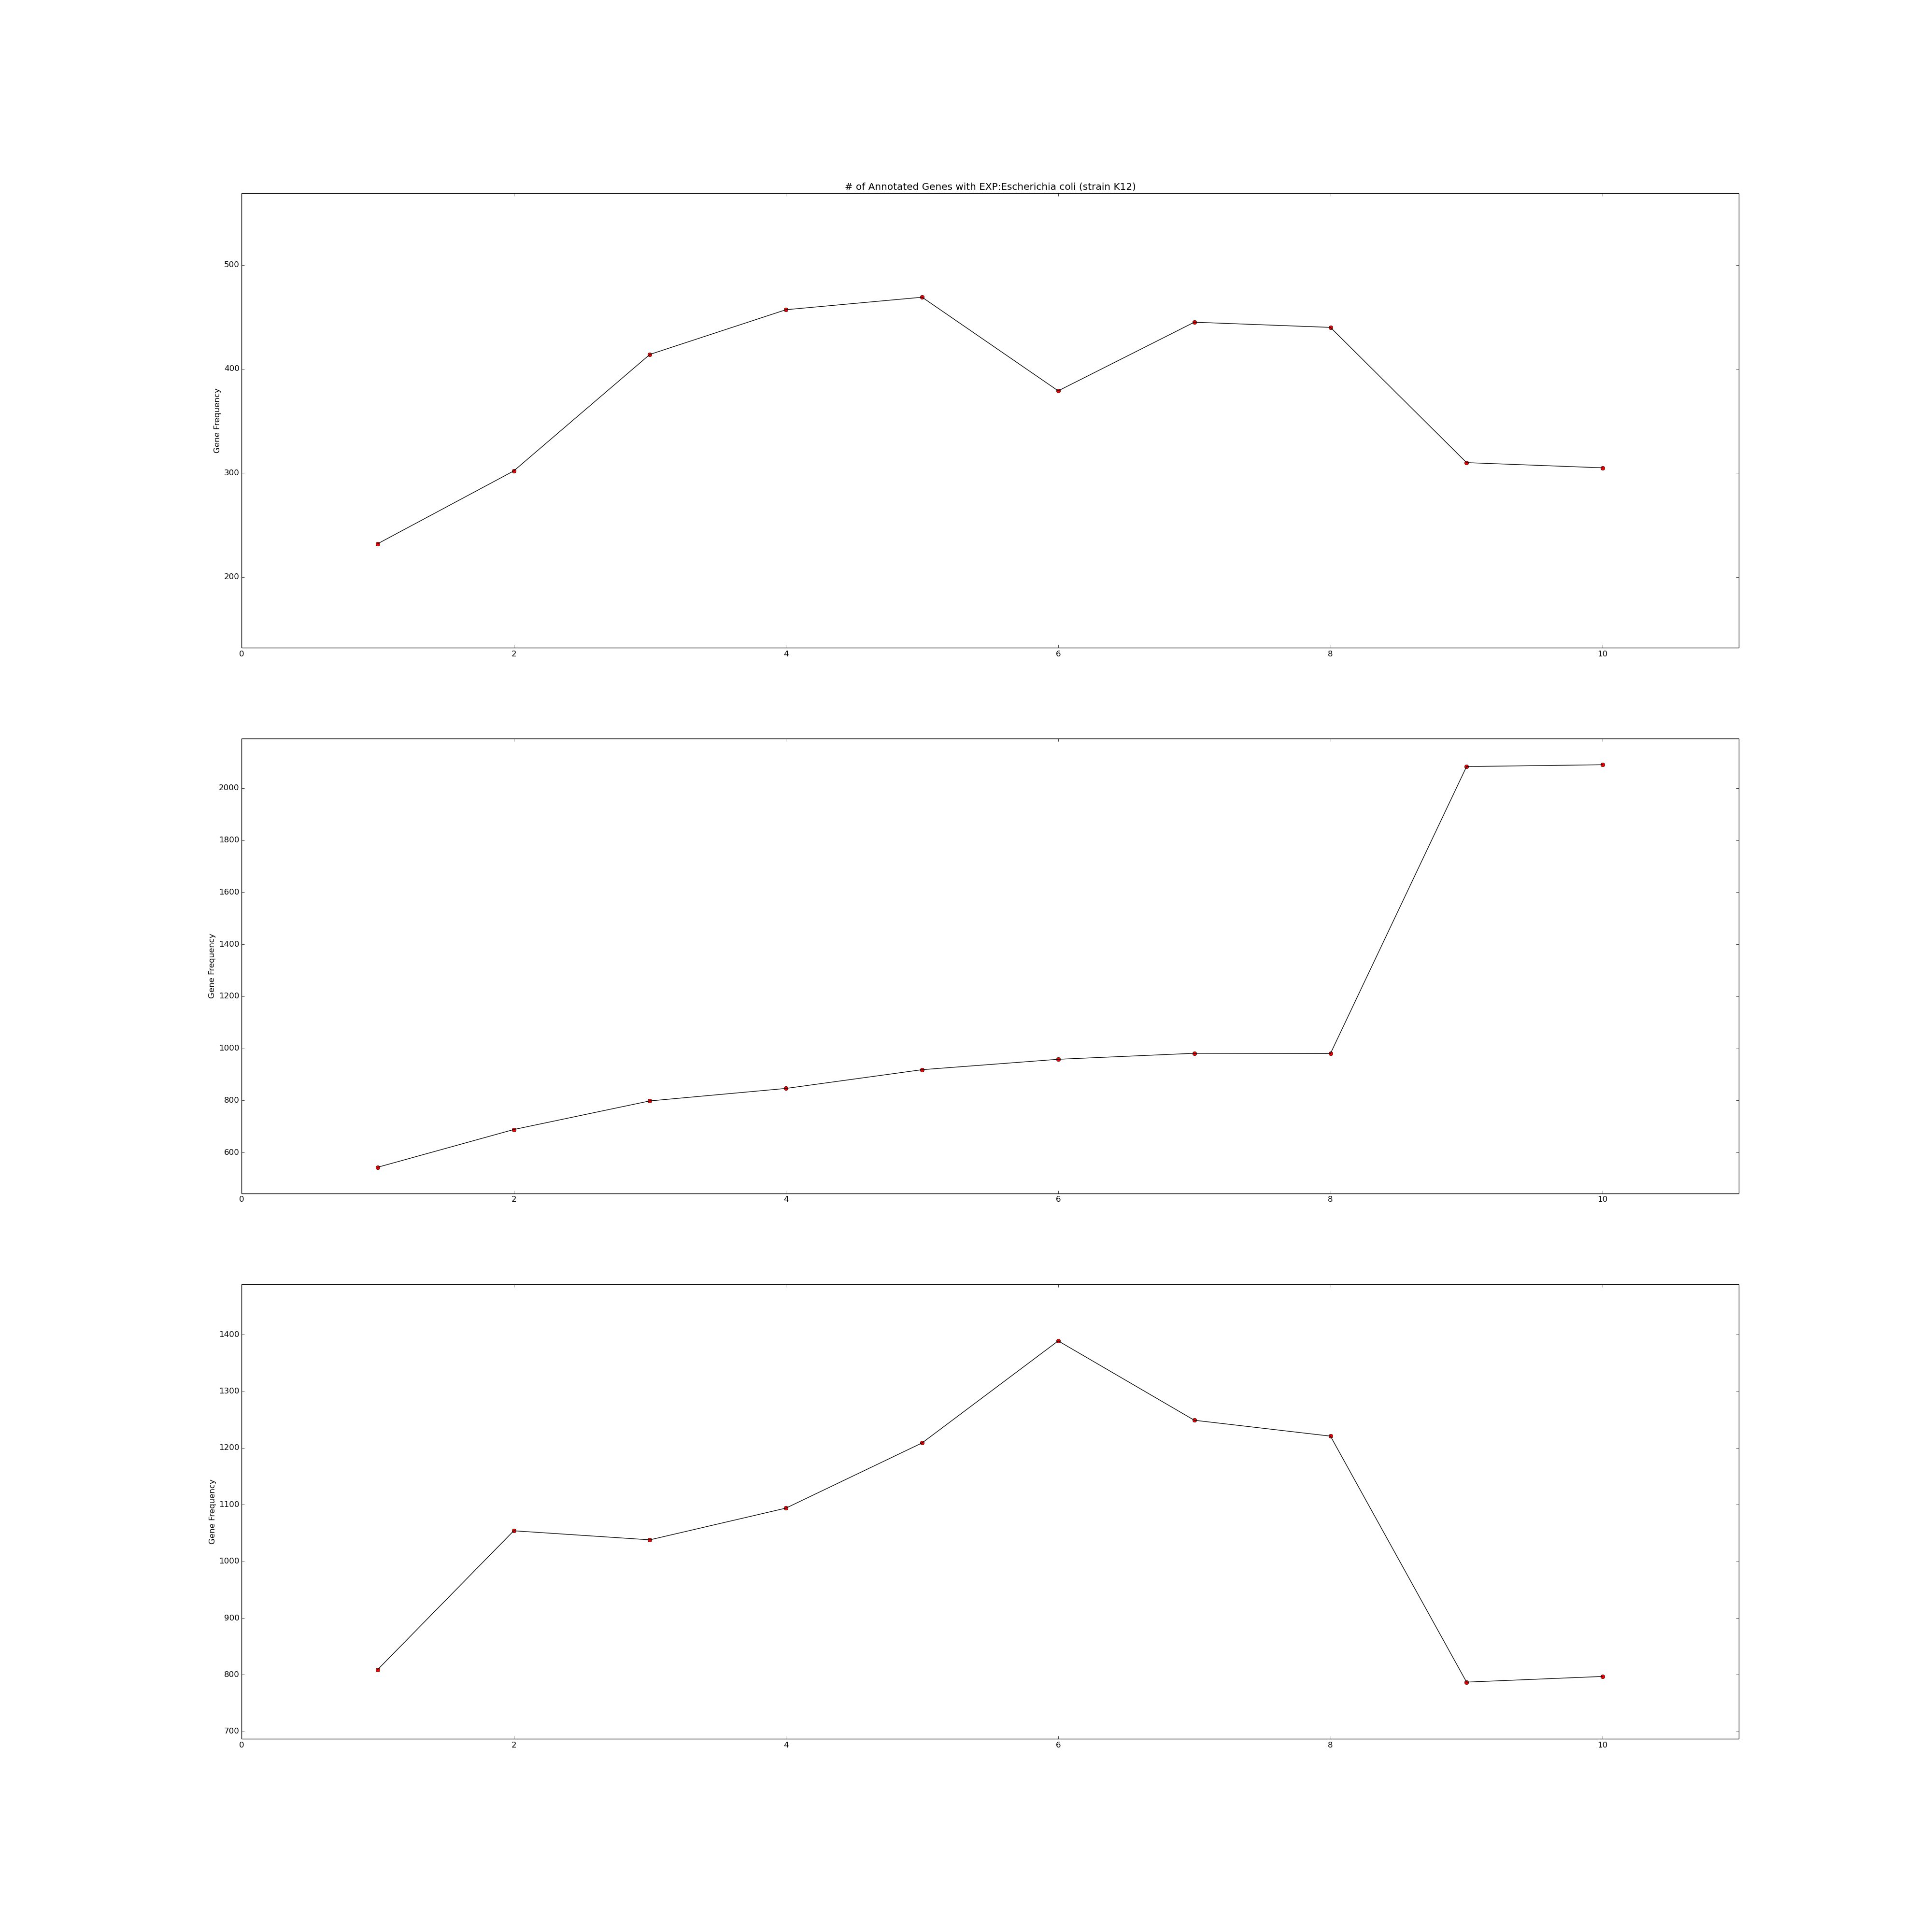 # of Annotated Genes with EXP:Escherichia coli (strain K12)
500
400
300
200
Gene Frequency
0 2 4 6 8 10
2000
1800
1600
1400
1200
1000
800
600
Gene Frequency
0 2 4 6 8 10
1400
1300
1200
1100
1000
900
800
700
Gene Frequency
0 2 4 6 8 10